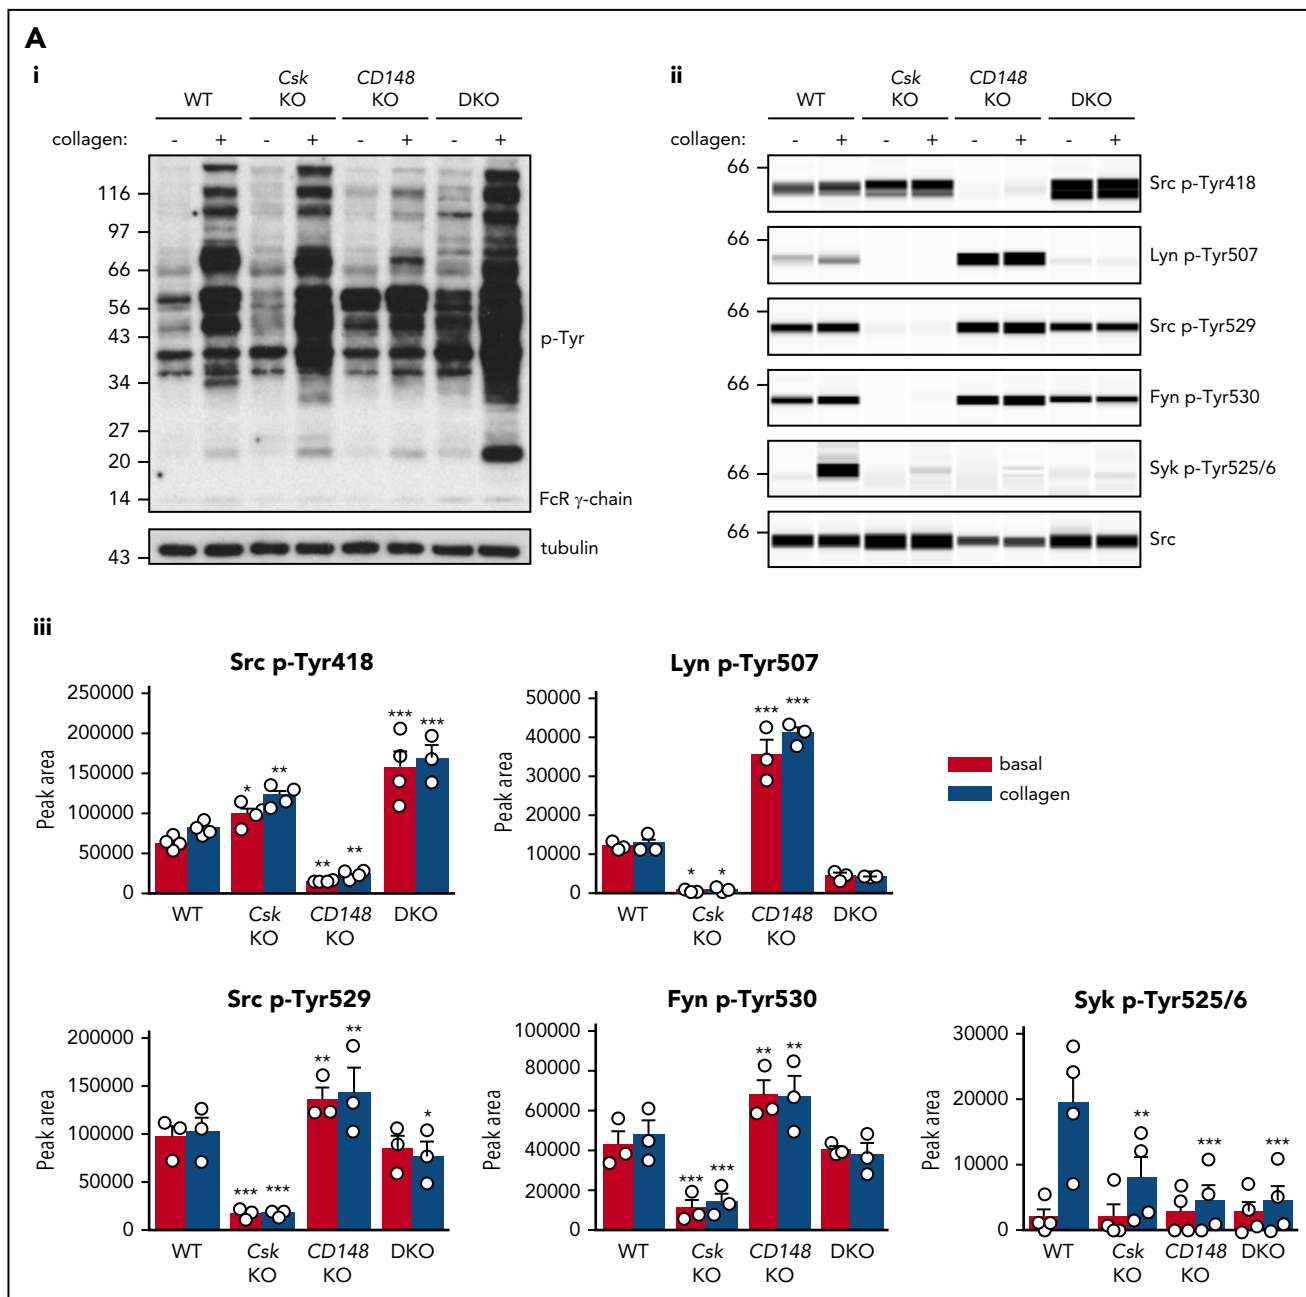 A
i
Csk CD148
WT KO KO DKO
collagen: - + - + - + - +
116
97
66
56
43
34
27
20
14
p-Tyr
FcR γ-chain
43
tubulin
ii
Csk CD148
WT KO KO DKO
collagen: - + - + - + - +
66 Src p-Tyr418
66 Lyn p-Tyr507
66 Src p-Tyr529
66 Fyn p-Tyr530
66 Syk p-Tyr525/6
66 Src
iii
Src p-Tyr418
Peak area
250000
200000
150000
100000
50000
0
* ** ** ** *** ***
WT Csk CD148 DKO
KO KO
Lyn p-Tyr507
Peak area
50000
40000
30000
20000
10000
0
* * *** ***
WT Csk CD148 DKO
KO KO
basal
collagen
Src p-Tyr529
Peak area
200000
150000
100000
50000
0
*** *** ** ** *
WT Csk CD148 DKO
KO KO
Fyn p-Tyr530
Peak area
100000
80000
60000
40000
20000
0
*** *** ** **
WT Csk CD148 DKO
KO KO
Syk p-Tyr525/6
Peak area
30000
20000
10000
0
** *** ***
WT Csk CD148 DKO
KO KO